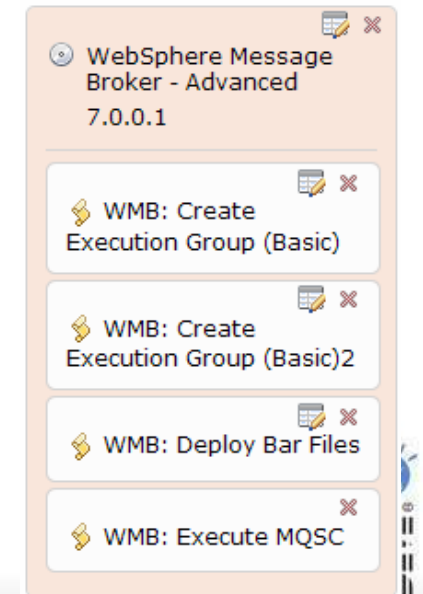 WebSphere Message
Broker - Advanced
7.0.0.1
WMB: Create
Execution Group (Basic)
WMB: Create
Execution Group (Basic)2
WMB: Deploy Bar Files
WMB: Execute MQSC